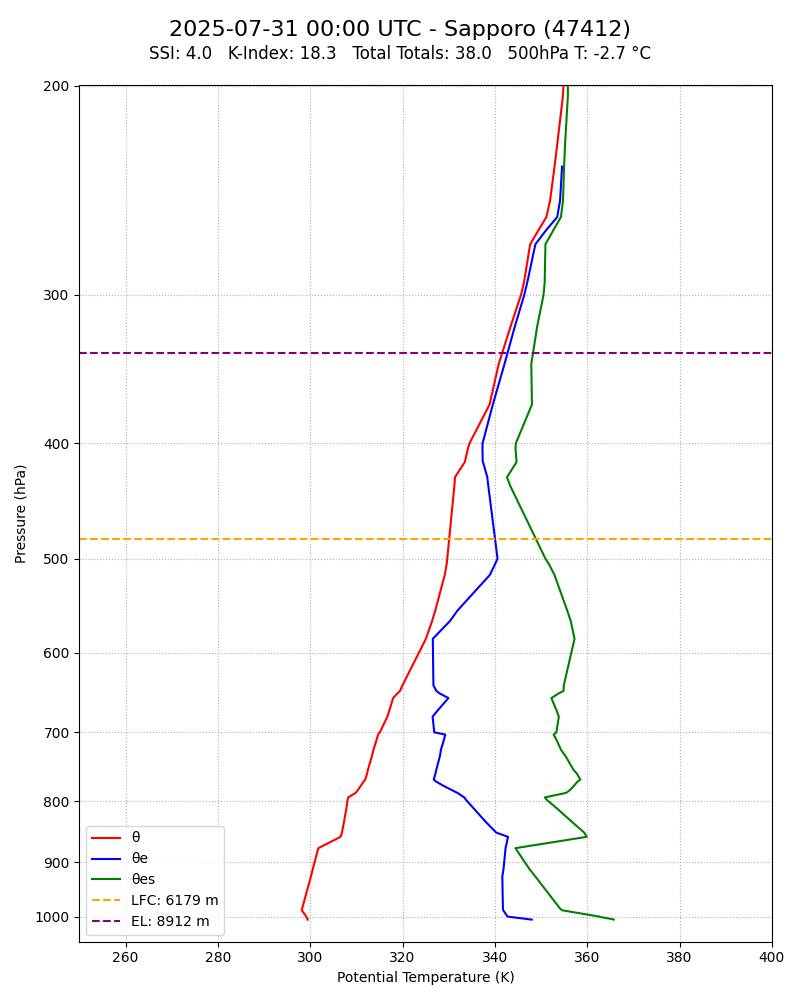 2025-07-31 00:00 UTC - Sapporo (47412)
SSI: 4.0 K-Index: 18.3 Total Totals: 38.0 500hPa T: -2.7 °C
200
300
400
500
600
700
800
900
1000
Pressure (hPa)
θ
θe
θes
LFC: 6179 m
EL: 8912 m
260 280 300 320 340 360 380 400
Potential Temperature (K)